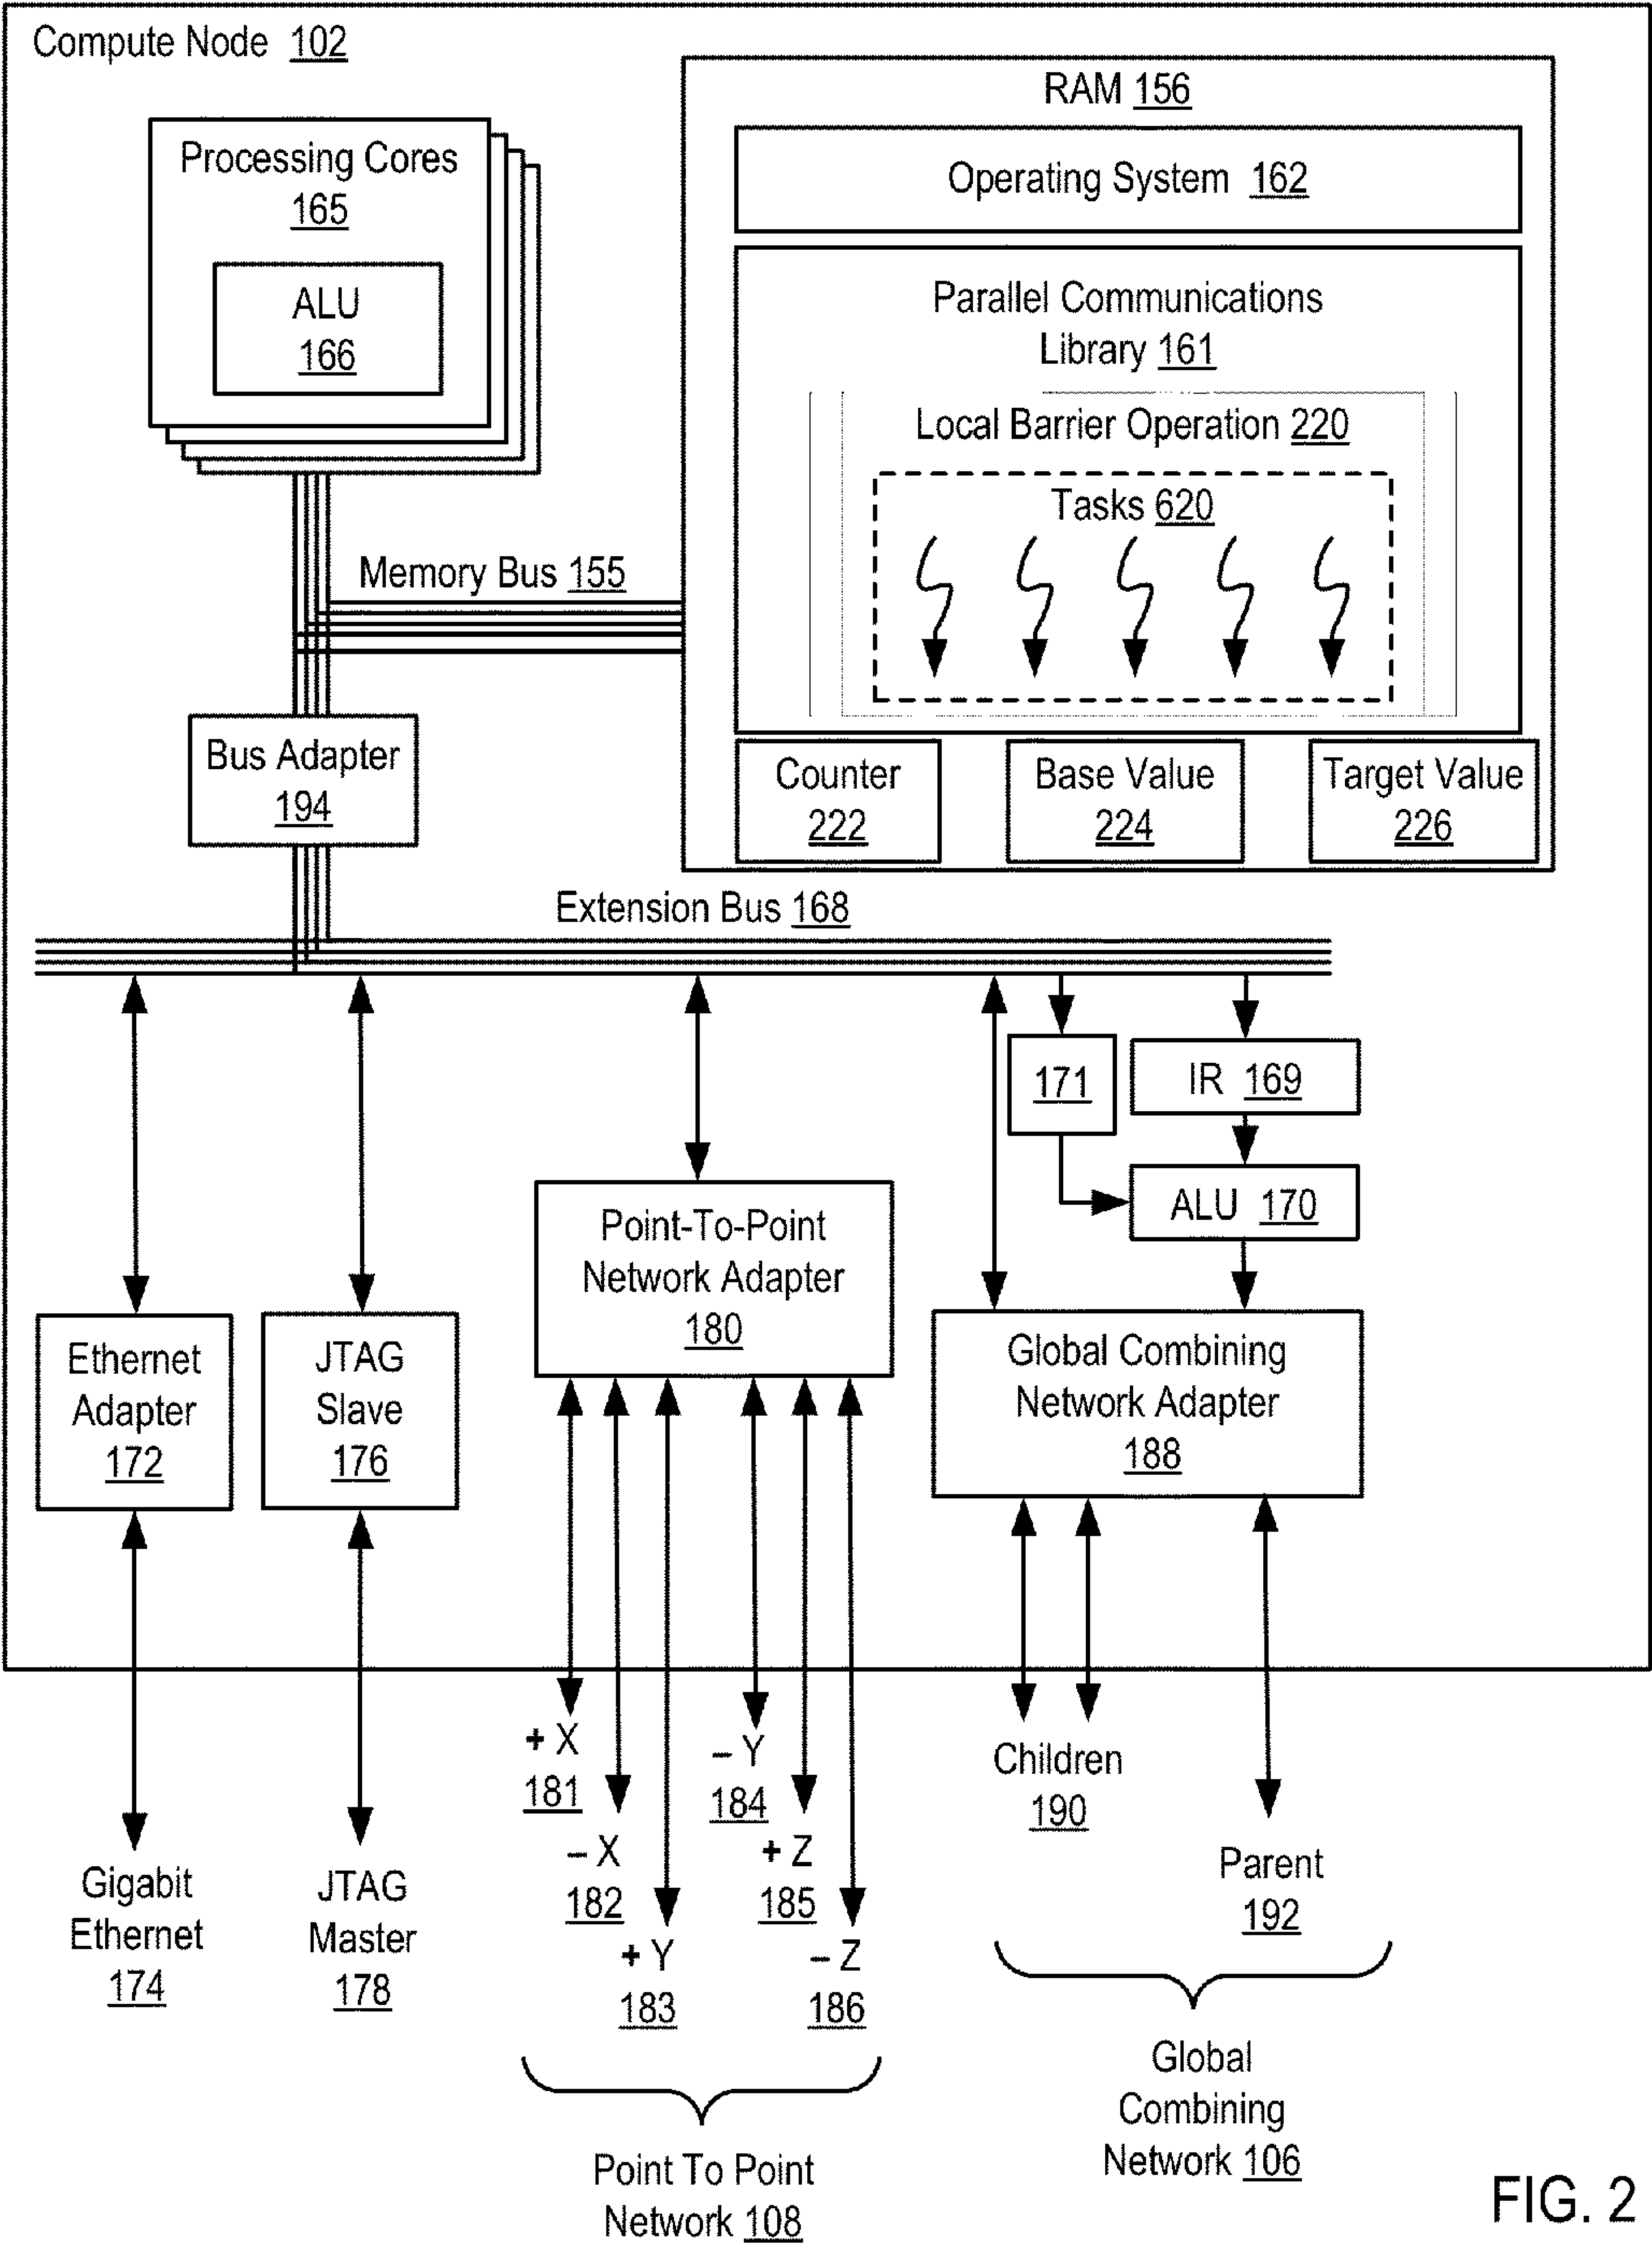 Compute Node 102
Processing Cores
165
ALU
166
RAM 156
Operating System 162
Parallel Communications
Library 161
Local Barrier Operation 220
Tasks 620
Memory Bus 155
Bus Adapter
194
Counter
222
Base Value
224
Target Value
226
Extension Bus 168
171
IR 169
ALU 170
Point-To-Point
Network Adapter
180
Ethernet
Adapter
172
JTAG
Slave
176
Global Combining
Network Adapter
188
+ X
181
– X
182
+ Y
183
– Y
184
+ Z
185
– Z
186
Children
190
Parent
192
Gigabit
Ethernet
174
JTAG
Master
178
Point To Point
Network 108
Global
Combining
Network 106
FIG. 2